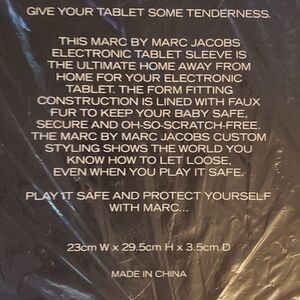 GIVE YOUR TABLET SOME TENDERNESS.
THIS MARC BY MARC JACOBS
ELECTRONIC TABLET SLEEVE IS
THE ULTIMATE HOME AWAY FROM
HOME FOR YOUR ELECTRONIC
TABLET. THE FORM FITTING
CONSTRUCTION IS LINED WITH FAUX
FUR TO KEEP YOUR BABY SAFE,
SECURE AND OH-SO-SCRATCH-FREE.
THE MARC BY MARC JACOBS CUSTOM
STYLING SHOWS THE WORLD YOU
KNOW HOW TO LET LOOSE,
EVEN WHEN YOU PLAY IT SAFE.
PLAY IT SAFE AND PROTECT YOURSELF
WITH MARC...
23cm W x 29.5cm H x 3.5cm D
MADE IN CHINA